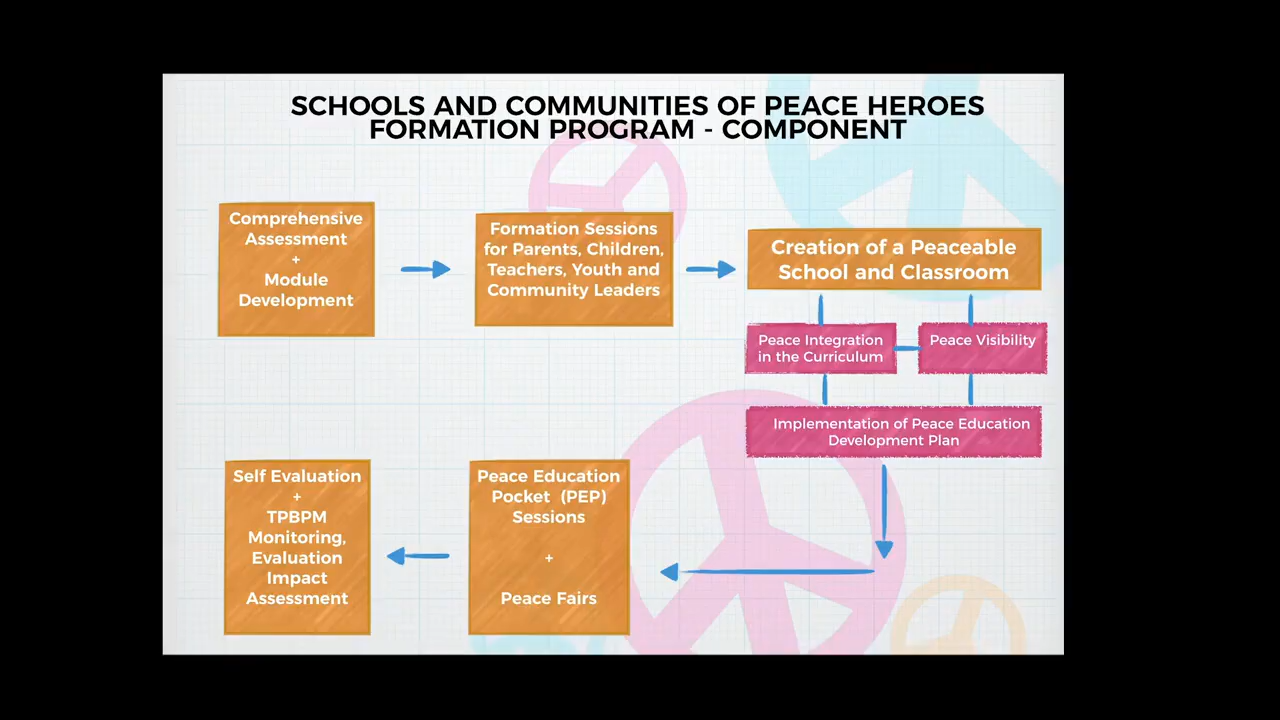 SCHOOLS AND COMMUNITIES OF PEACE HEROES
FORMATION PROGRAM - COMPONENT
Comprehensive
Assessment
+
Module
Development
Formation Sessions
for Parents, Children,
Teachers, Youth and
Community Leaders
Creation of a Peaceable
School and Classroom
Peace Integration
in the Curriculum
Peace Visibility
Implementation of Peace Education
Development Plan
Peace Education
Pocket (PEP)
Sessions
+
Peace Fairs
Self Evaluation
+
TPBPM
Monitoring,
Evaluation
Impact
Assessment